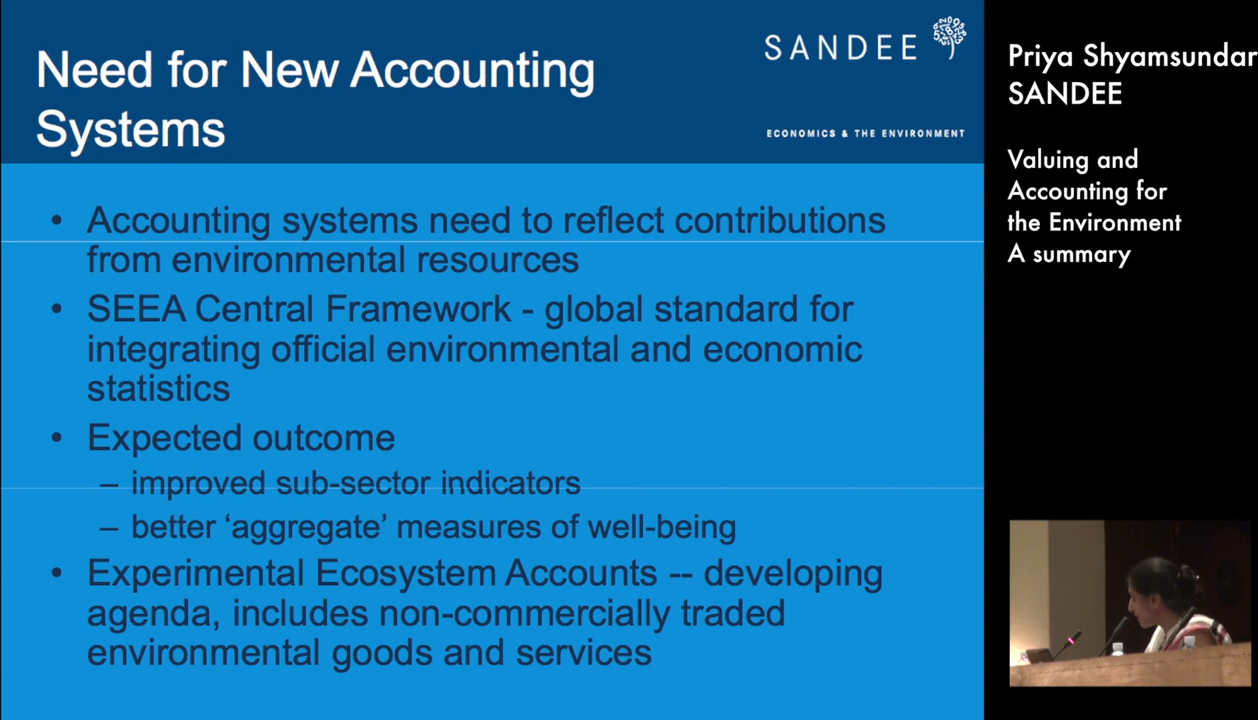 Need for New Accounting
Systems
SANDEE
ECONOMICS & THE ENVIRONMENT
• Accounting systems need to reflect contributions
from environmental resources
• SEEA Central Framework - global standard for
integrating official environmental and economic
statistics
• Expected outcome
– improved sub-sector indicators
– better ‘aggregate’ measures of well-being
• Experimental Ecosystem Accounts -- developing
agenda, includes non-commercially traded
environmental goods and services
Priya Shyamsundar
SANDEE
Valuing and
Accounting for
the Environment
A summary